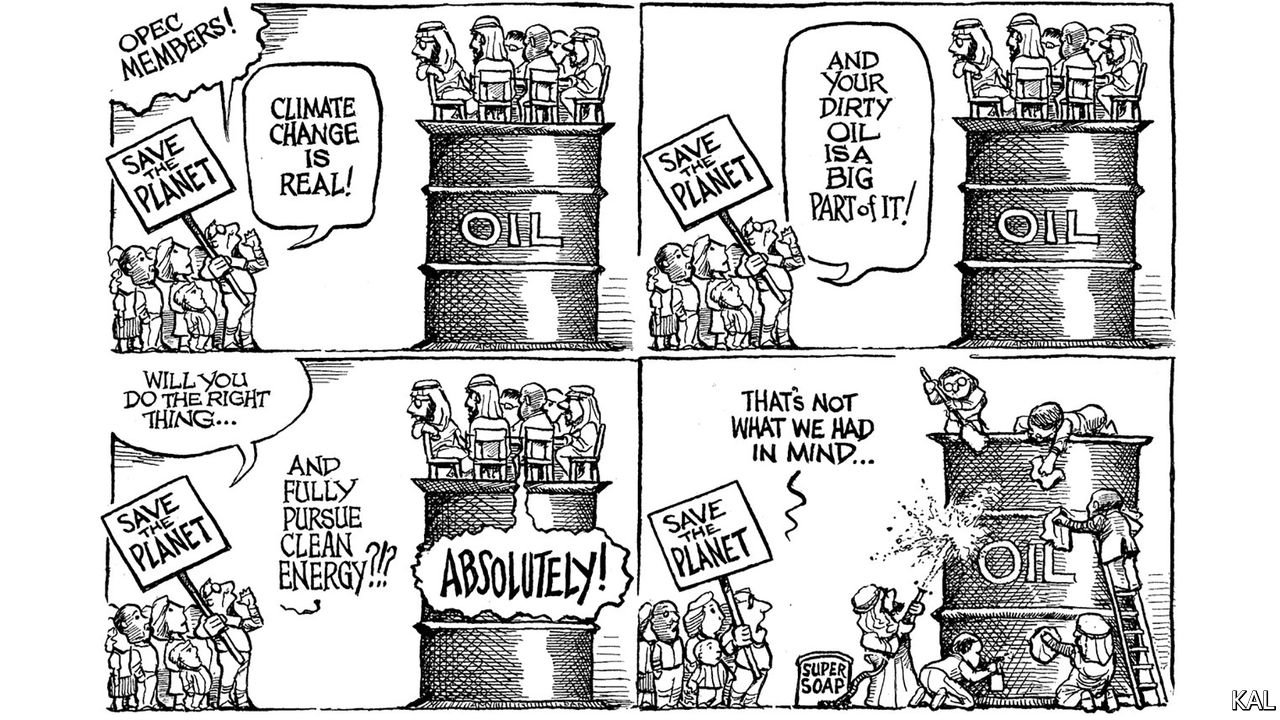 OPEC
MEMBERS!
CLIMATE
CHANGE
IS
REAL!
SAVE
THE
PLANET
OIL
AND
YOUR
DIRTY
OIL
IS A
BIG
PART of IT!
SAVE
THE
PLANET
OIL
WILL YOU
DO THE RIGHT
THING...
AND
FULLY
PURSUE
CLEAN
ENERGY?!?
SAVE
THE
PLANET
ABSOLUTELY!
THAT'S NOT
WHAT WE HAD
IN MIND...
SAVE
THE
PLANET
OIL
SUPER
SOAP
KAL